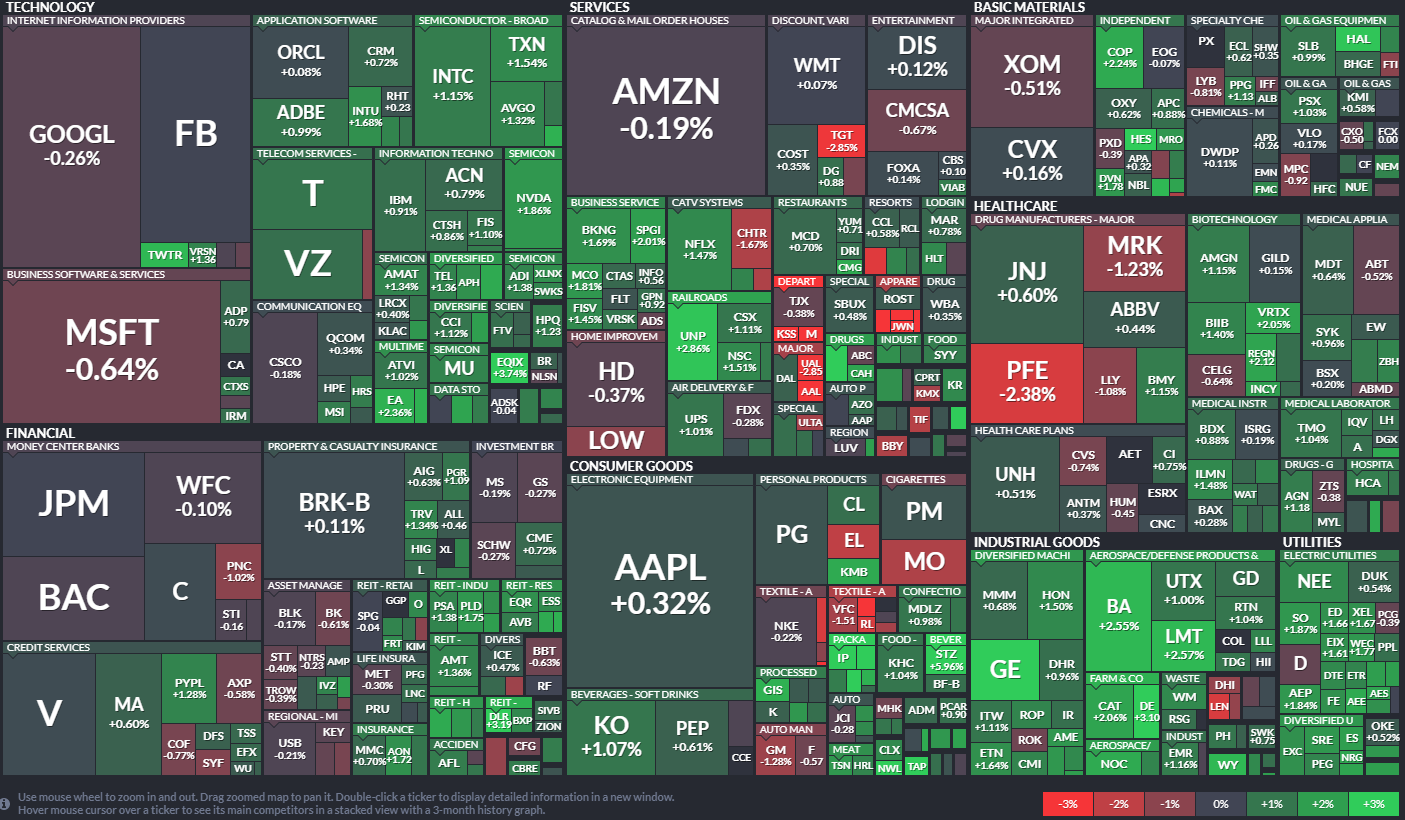 TECHNOLOGY
INTERNET INFORMATION PROVIDERS
GOOGL
-0.26%
FB
TWTR
VRSN
+1.36
APPLICATION SOFTWARE
ORCL
+0.08%
CRM
+0.72%
ADBE
+0.99%
INTU
+1.68%
RHT
+0.23
SEMICONDUCTOR - BROAD
INTC
+1.15%
TXN
+1.54%
AVGO
+1.32%
TELECOM SERVICES -
T
VZ
INFORMATION TECHNO
IBM
+0.91%
ACN
+0.79%
CTSH
+0.86%
FIS
+1.10%
SEMICON
NVDA
+1.86%
BUSINESS SOFTWARE & SERVICES
MSFT
-0.64%
ADP
+0.79
CA
CTXS
IRM
COMMUNICATION EQ
CSCO
-0.18%
QCOM
+0.34%
HPE
HRS
MSI
SEMICON
AMAT
+1.34%
LRCX
+0.40%
KLAC
DIVERSIFIED
TEL
+1.36
APH
SEMICON
ADI
+1.38
XLNX
SWKS
DIVERSIFIE
CCI
+1.12%
SCIEN
FTV
HPQ
+1.23
MULTIME
ATVI
+1.02%
EA
+2.36%
SEMICON
MU
DATA STO
EQIX
+3.74%
BR
NLSN
ADSK
-0.04
SERVICES
CATALOG & MAIL ORDER HOUSES
AMZN
-0.19%
DISCOUNT, VARI
WMT
+0.07%
COST
+0.35%
TGT
-2.85%
DG
+0.88
ENTERTAINMENT
DIS
+0.12%
CMCSA
-0.67%
FOXA
+0.14%
CBS
+0.10
VIAB
BUSINESS SERVICE
BKNG
+1.69%
SPGI
+2.01%
MCO
+1.81%
CTAS
INFO
+0.56
FISV
+1.45%
FLT
GPN
+0.92
VRSK
ADS
CATV SYSTEMS
NFLX
+1.47%
CHTR
-1.67%
RESTAURANTS
MCD
+0.70%
YUM
+0.71
DRI
CMG
RESORTS
CCL
+0.58%
RCL
LODGIN
MAR
+0.78%
HLT
RAILROADS
UNP
+2.86%
CSX
+1.11%
NSC
+1.51%
DEPART
TJX
-0.38%
KSS
M
SPECIAL
SBUX
+0.48%
APPARE
ROST
JWN
DRUG
WBA
+0.35%
HOME IMPROVEM
HD
-0.37%
LOW
MAJOR
DAL
UAL
-2.85
AAL
DRUGS
ABC
CAH
INDUST
FOOD
SYY
AIR DELIVERY & F
UPS
+1.01%
FDX
-0.28%
SPECIAL
ULTA
AUTO P
AZO
AAP
CPRT
KMX
KR
REGION
LUV
TIF
BBY
BASIC MATERIALS
MAJOR INTEGRATED
XOM
-0.51%
CVX
+0.16%
INDEPENDENT
COP
+2.24%
EOG
-0.07%
OXY
+0.62%
APC
+0.88%
PXD
-0.39
HES
MRO
APA
+0.32
DVN
+1.78
NBL
SPECIALTY CHE
PX
ECL
+0.62
SHW
+0.35
LYB
-0.81%
PPG
+1.13
IFF
ALB
CHEMICALS - M
DWDP
+0.11%
APD
+0.26
EMN
FMC
OIL & GAS EQUIPMEN
SLB
+0.99%
HAL
BHGE
FTI
OIL & GA
PSX
+1.03%
VLO
+0.17%
MPC
-0.92
HFC
OIL & GAS
KMI
+0.58%
CXO
-0.50
FCX
0.00
CF
NEM
NUE
HEALTHCARE
DRUG MANUFACTURERS - MAJOR
JNJ
+0.60%
MRK
-1.23%
ABBV
+0.44%
PFE
-2.38%
LLY
-1.08%
BMY
+1.15%
BIOTECHNOLOGY
AMGN
+1.15%
GILD
+0.15%
BIIB
+1.40%
VRTX
+2.05%
REGN
+2.12
CELG
-0.64%
INCY
MEDICAL APPLIA
MDT
+0.64%
ABT
-0.52%
SYK
+0.96%
EW
BSX
+0.20%
ZBH
ABMD
HEALTH CARE PLANS
UNH
+0.51%
CVS
-0.74%
AET
CI
+0.75%
ANTM
+0.37%
HUM
-0.45
ESRX
CNC
MEDICAL INSTR
BDX
+0.88%
ISRG
+0.19%
ILMN
+1.48%
WAT
BAX
+0.28%
MEDICAL LABORATOR
TMO
+1.04%
IQV
LH
A
DGX
DRUGS - G
AGN
+1.18
ZTS
-0.38
MYL
HOSPITA
HCA
FINANCIAL
MONEY CENTER BANKS
JPM
WFC
-0.10%
BAC
C
PNC
-1.02%
STI
-0.16
PROPERTY & CASUALTY INSURANCE
BRK-B
+0.11%
AIG
+0.63%
PGR
+1.09
TRV
+1.34%
ALL
+0.46
HIG
XL
L
INVESTMENT BR
MS
-0.19%
GS
-0.27%
SCHW
-0.27%
CME
+0.72%
CREDIT SERVICES
V
MA
+0.60%
PYPL
+1.28%
AXP
-0.58%
COF
-0.77%
DFS
SYF
TSS
EFX
WU
ASSET MANAGE
BLK
-0.17%
BK
-0.61%
STT
-0.40%
NTRS
-0.23
AMP
TROW
-0.39%
IVZ
REGIONAL - MI
USB
-0.21%
KEY
REIT - RETAI
SPG
-0.04
GGP
O
FRT
KIM
LIFE INSURA
MET
-0.30%
PFG
PRU
LNC
INSURANCE
MMC
+0.70%
AON
+1.72
REIT - INDU
PSA
+1.38
PLD
+1.75
REIT - RES
EQR
ESS
AVB
REIT -
AMT
+1.36%
DIVERS
ICE
+0.47%
BBT
-0.63%
RF
REIT - H
REIT -
DLR
+3.19
BXP
SIVB
ZION
ACCIDEN
AFL
CFG
CBRE
CONSUMER GOODS
ELECTRONIC EQUIPMENT
AAPL
+0.32%
BEVERAGES - SOFT DRINKS
KO
+1.07%
PEP
+0.61%
CCE
PERSONAL PRODUCTS
PG
CL
EL
KMB
CIGARETTES
PM
MO
TEXTILE - A
NKE
-0.22%
TEXTILE - A
VFC
-1.51
RL
CONFECTIO
MDLZ
+0.98%
PACKA
IP
FOOD -
KHC
+1.04%
BEVER
STZ
+5.96%
BF-B
PROCESSED
GIS
K
AUTO
JCI
-0.28
MHK
ADM
PCAR
+0.90
AUTO MAN
GM
-1.28%
F
-0.57
MEAT
TSN
HRL
CLX
NWL
TAP
INDUSTRIAL GOODS
DIVERSIFIED MACHI
MMM
+0.68%
HON
+1.50%
GE
DHR
+0.96%
ITW
+1.11%
ROP
IR
ROK
AME
ETN
+1.64%
CMI
AEROSPACE/DEFENSE PRODUCTS &
BA
+2.55%
UTX
+1.00%
GD
LMT
+2.57%
RTN
+1.04%
COL
LLL
TDG
HII
FARM & CO
CAT
+2.06%
DE
+3.10
AEROSPACE/
NOC
WASTE
WM
RSG
INDUST
EMR
+1.16%
DHI
LEN
PH
SWK
+0.75
WY
UTILITIES
ELECTRIC UTILITIES
NEE
DUK
+0.54%
SO
+1.87%
ED
+1.66
XEL
+1.67
PCG
-0.39
D
EIX
+1.61
WEC
+1.77
PPL
DTE
ETR
AEP
+1.84%
FE
AEE
AES
DIVERSIFIED U
EXC
SRE
ES
PEG
NRG
OKE
+0.52%
Use mouse wheel to zoom in and out. Drag zoomed map to pan it. Double-click a ticker to display detailed information in a new window.
Hover mouse cursor over a ticker to see its main competitors in a stacked view with a 3-month history graph.
-3% -2% -1% 0% +1% +2% +3%